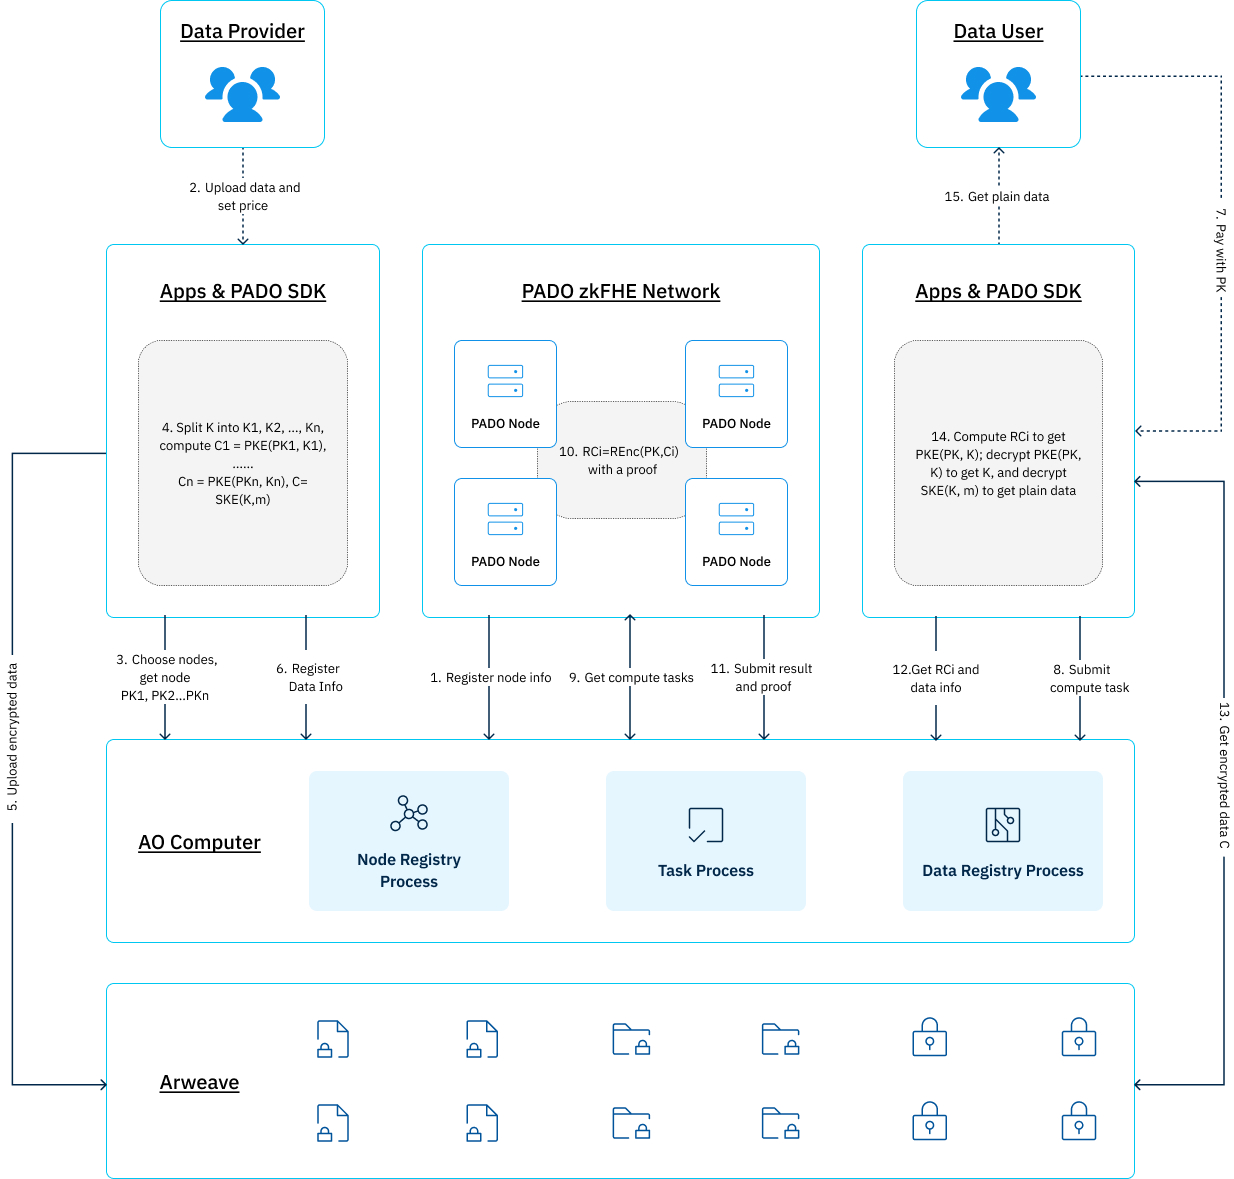 Data Provider
Data User
2. Upload data and
set price
15. Get plain data
7. Pay with PK
Apps & PADO SDK
PADO zkFHE Network
Apps & PADO SDK
4. Split K into K1, K2, ..., Kn,
compute C1 = PKE(PK1, K1),
......
Cn = PKE(PKn, Kn), C=
SKE(K,m)
PADO Node
PADO Node
10. RCi=REnc(PK,Ci)
with a proof
PADO Node
PADO Node
14. Compute RCi to get
PKE(PK, K); decrypt PKE(PK,
K) to get K, and decrypt
SKE(K, m) to get plain data
3. Choose nodes,
get node
PK1, PK2...PKn
6. Register
Data Info
1. Register node info
9. Get compute tasks
11. Submit result
and proof
12.Get RCi and
data info
8. Submit
compute task
5. Upload encrypted data
13. Get encrypted data C
AO Computer
Node Registry
Process
Task Process
Data Registry Process
Arweave